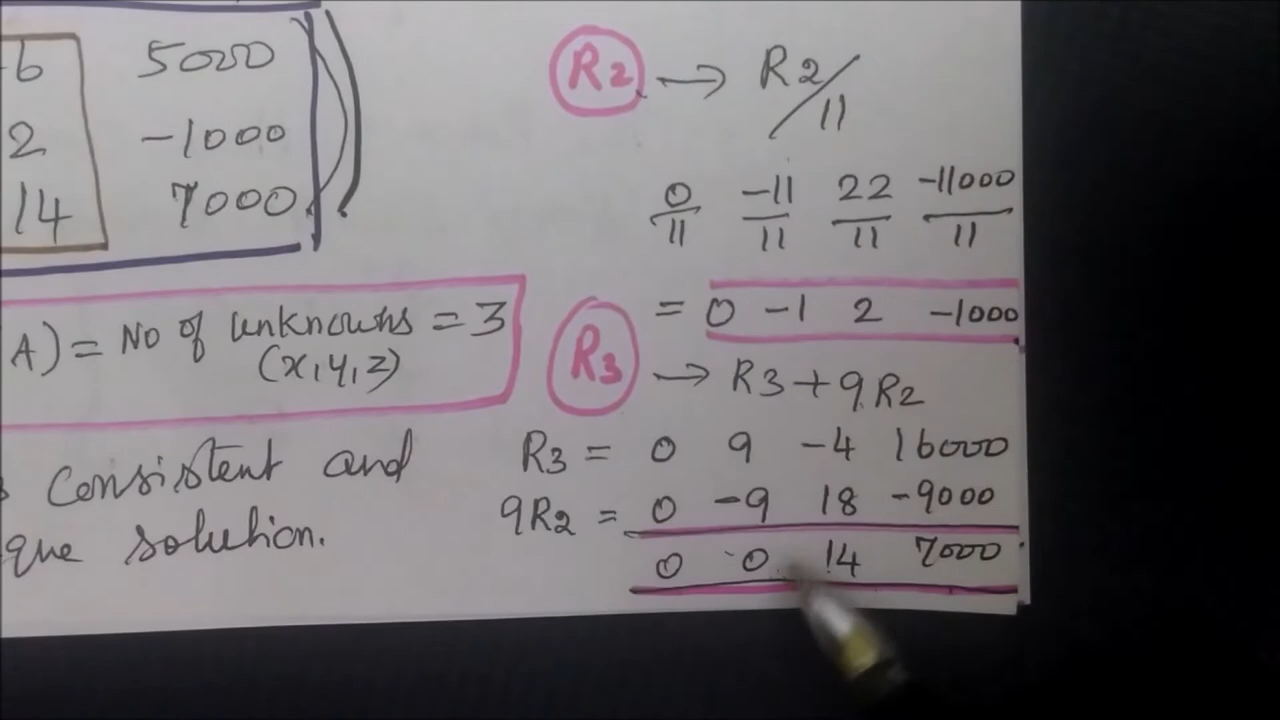 -6 5000
2 -1000
14 7000
A) = No of unknowns = 3
(x,y,z)
consistent and
que solution.
R2 → R2/11
0/11 -11/11 22/11 -11000/11
= 0 -1 2 -1000
R3 → R3+9R2
R3 = 0 9 -4 16000
9R2 = 0 -9 18 -9000
0 0 14 7000